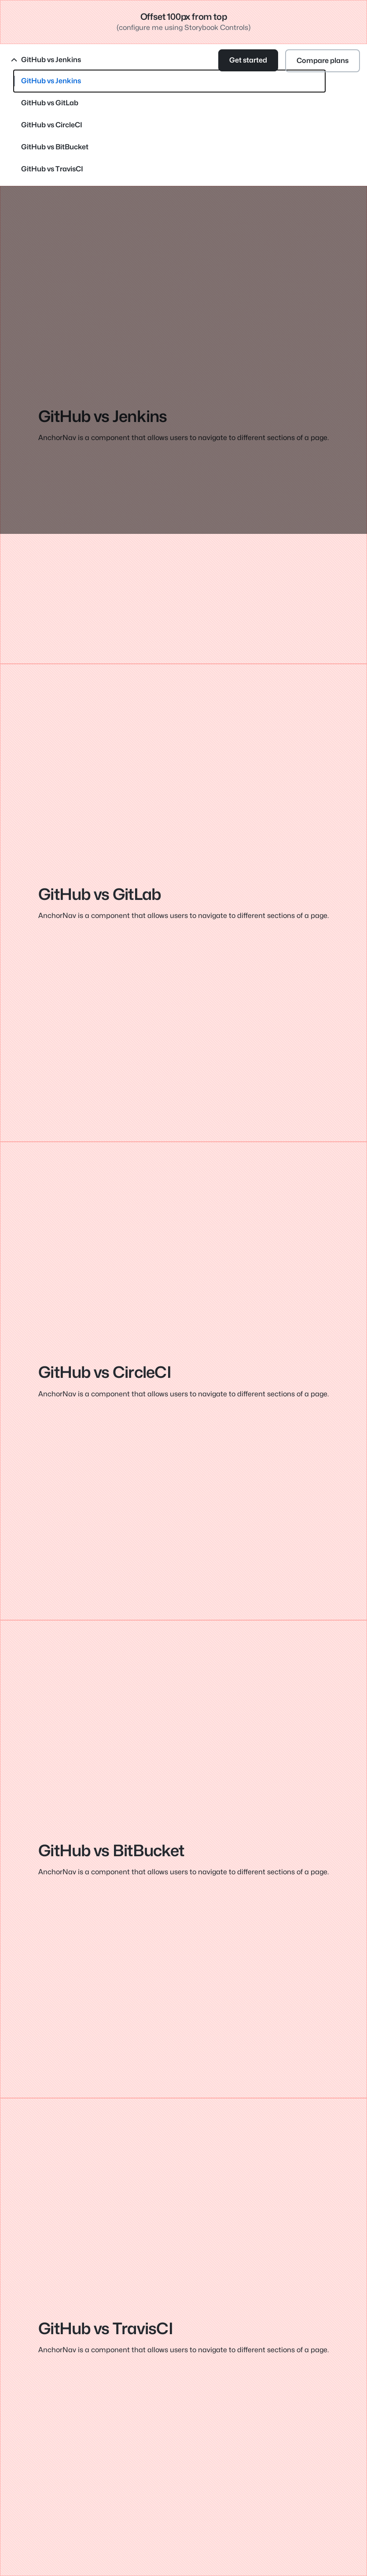 Offset 100px from top
(configure me using Storybook Controls)
GitHub vs Jenkins
Get started
Compare plans
GitHub vs Jenkins
GitHub vs GitLab
GitHub vs CircleCI
GitHub vs BitBucket
GitHub vs TravisCI
GitHub vs Jenkins
AnchorNav is a component that allows users to navigate to different sections of a page.
GitHub vs GitLab
AnchorNav is a component that allows users to navigate to different sections of a page.
GitHub vs CircleCI
AnchorNav is a component that allows users to navigate to different sections of a page.
GitHub vs BitBucket
AnchorNav is a component that allows users to navigate to different sections of a page.
GitHub vs TravisCI
AnchorNav is a component that allows users to navigate to different sections of a page.